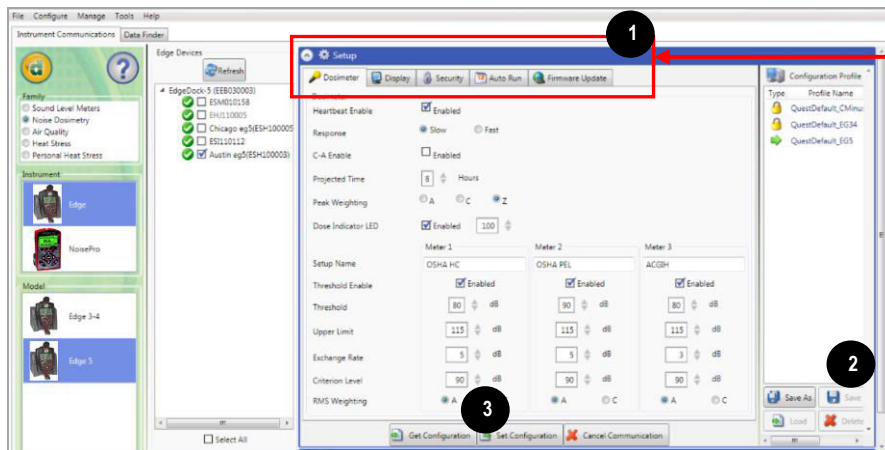 File Configure Manage Tools Help
Instrument Communications Data Finder
1
Family
Sound Level Meters
Noise Dosimetry
Air Quality
Heat Stress
Personal Heat Stress
Instrument
Edge
NoisePro
Model
Edge 3-4
Edge 5
Edge Devices
Refresh
EdgeDock-5 (EEB030003)
ESM010158
EHJ110005
Chicago eg5(ESH100005
ESI110112
Austin eg5(ESH100003)
Select All
Setup
Dosimeter Display Security Auto Run Firmware Update
Dosimeter
Heartbeat Enable Enabled
Response Slow Fast
C-A Enable Enabled
Projected Time 8 Hours
Peak Weighting A C Z
Dose Indicator LED Enabled 100
Meter 1 Meter 2 Meter 3
Setup Name OSHA HC OSHA PEL ACGIH
Threshold Enable Enabled Enabled Enabled
Threshold 80 dB 90 dB 80 dB
Upper Limit 115 dB 115 dB 115 dB
Exchange Rate 5 dB 5 dB 3 dB
Criterion Level 90 dB 90 dB 90 dB
RMS Weighting A A C A C
3
Get Configuration Set Configuration Cancel Communication
Configuration Profile
Type Profile Name
QuestDefault_CMinus
QuestDefault_EG34
QuestDefault_EG5
2
Save As Save
Load Delete